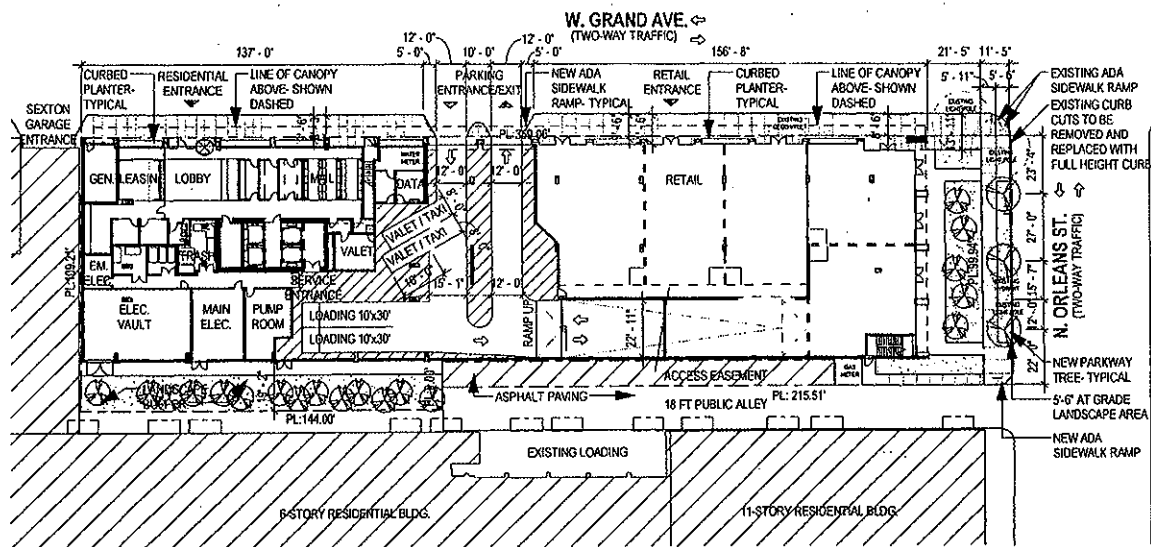 W. GRAND AVE.
(TWO-WAY TRAFFIC)
137' - 0"
12' - 0"
5' - 0"
10' - 0"
12' - 0"
5' - 0"
156' - 8"
21' - 5"
11' - 5"
5' - 11"
CURBED
PLANTER-
TYPICAL
RESIDENTIAL
ENTRANCE
LINE OF CANOPY
ABOVE- SHOWN
DASHED
PARKING
ENTRANCE/EXIT
NEW ADA
SIDEWALK
RAMP- TYPICAL
RETAIL
ENTRANCE
CURBED
PLANTER-
TYPICAL
LINE OF CANOPY
ABOVE- SHOWN
DASHED
EXISTING ADA
SIDEWALK RAMP
EXISTING CURB
CUTS TO BE
REMOVED AND
REPLACED WITH
FULL HEIGHT CURB
SEXTON
GARAGE
ENTRANCE
GEN.
LOBBY
WATER
METER
DATA
12'- 0"
12'- 0"
RETAIL
23' - 4"
27' - 0"
15' - 7"
12' - 0"
N. ORLEANS ST.
(TWO-WAY TRAFFIC)
VALET / TAXI
VALET / TAXI
TRASH
VALET
EM.
ELEC.
SERVICE
ENTRANCE
15' - 1"
12' - 0"
PL:109.21'
ELEC.
VAULT
MAIN
ELEC.
PUMP
ROOM
LOADING 10'x30'
LOADING 10'x30'
RAMP UP
22' - 11"
GAS
METER
ACCESS EASEMENT
ASPHALT PAVING
PL: 215.51'
18 FT PUBLIC ALLEY
PL:144.00'
NEW PARKWAY
TREE- TYPICAL
5'-6" AT GRADE
LANDSCAPE AREA
NEW ADA
SIDEWALK RAMP
EXISTING LOADING
6-STORY RESIDENTIAL BLDG.
11-STORY RESIDENTIAL BLDG.